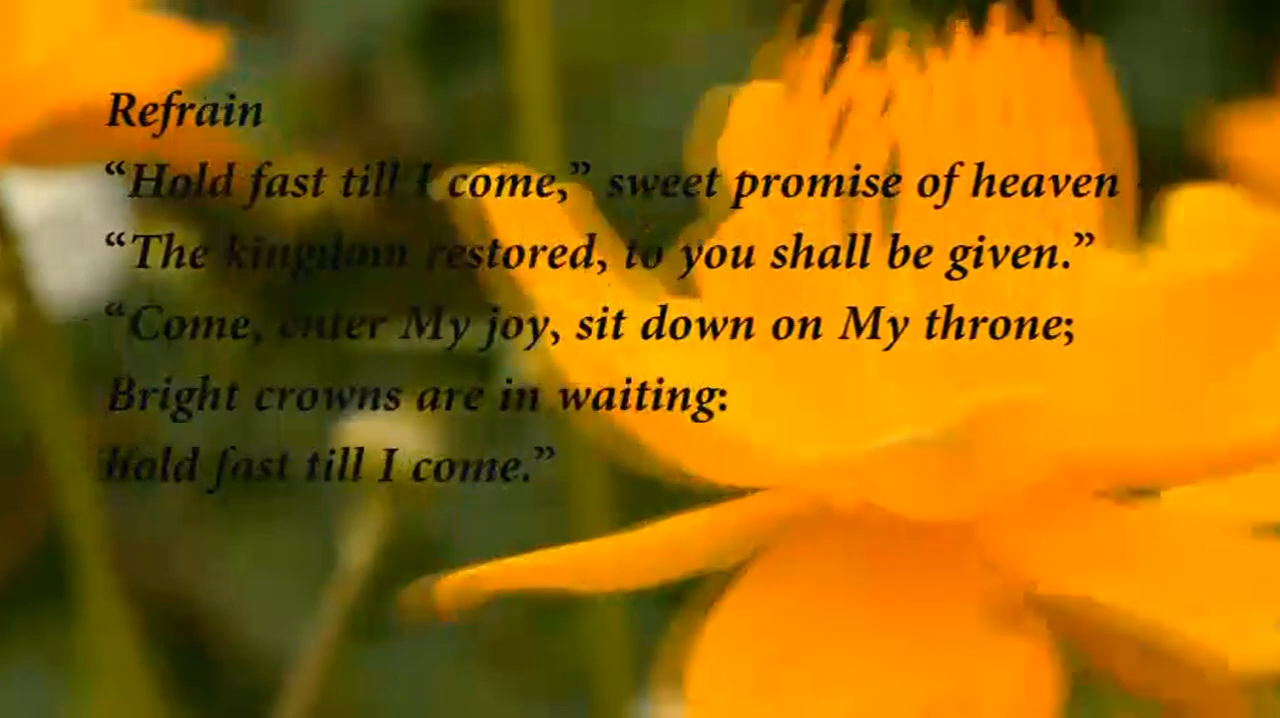 Refrain
“Hold fast till I come,” sweet promise of heaven
“The kingdom restored, to you shall be given.”
“Come, enter My joy, sit down on My throne;
Bright crowns are in waiting:
Hold fast till I come.”